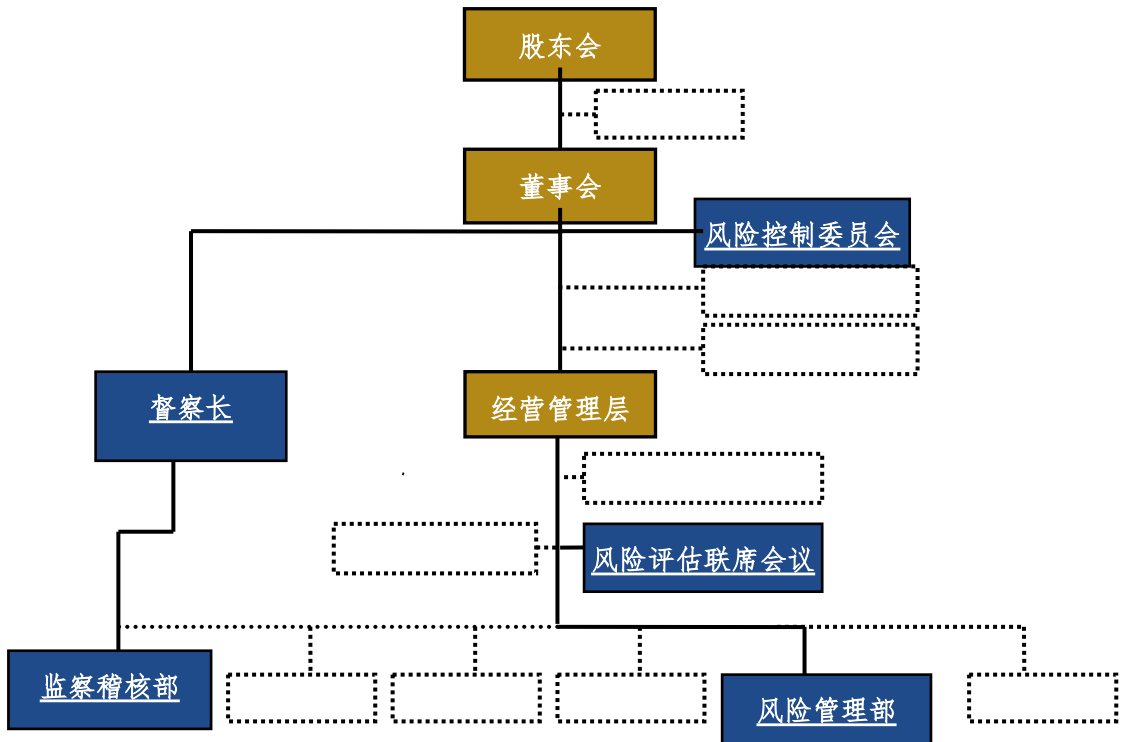 股东会
董事会
风险控制委员会
督察长
经营管理层
风险评估联席会议
监察稽核部
风险管理部